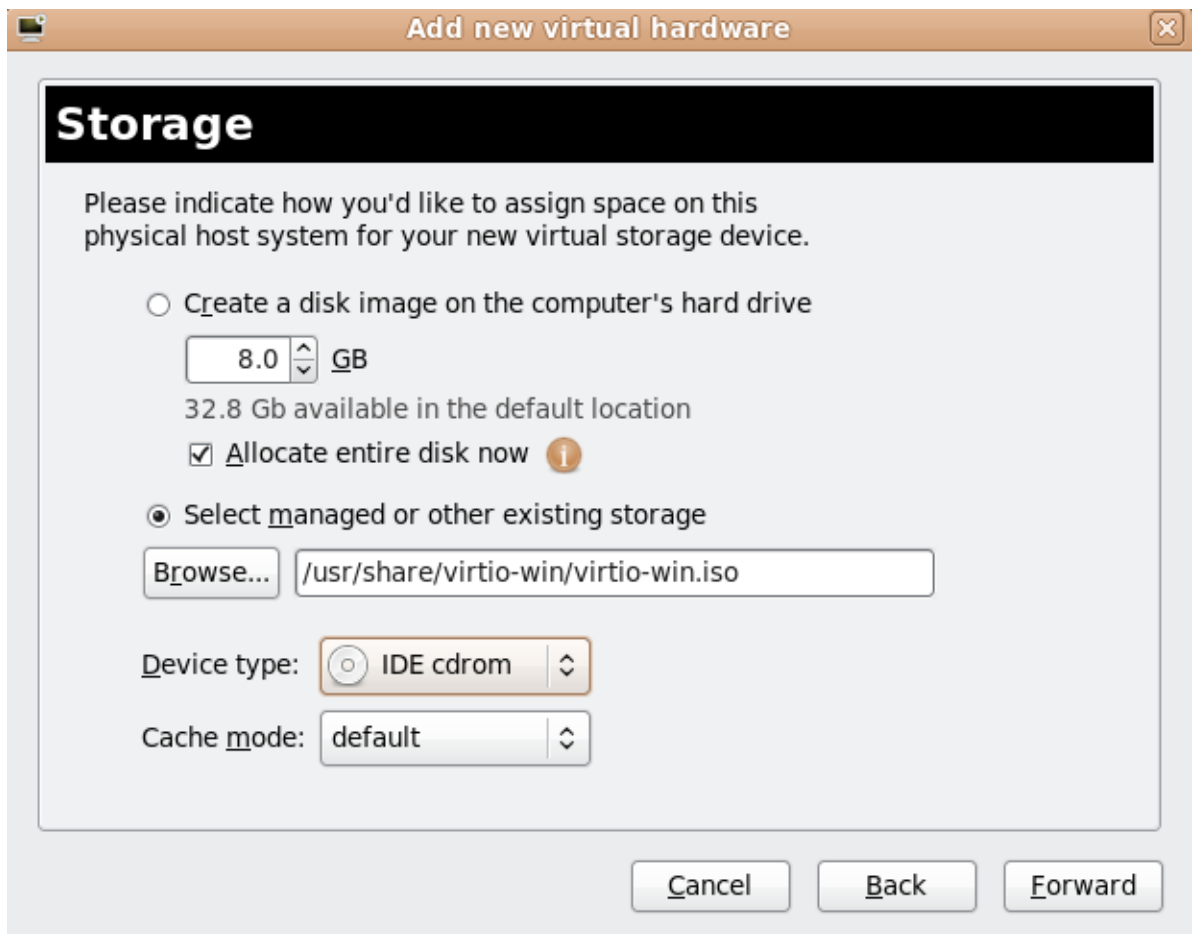 Add new virtual hardware
Storage
Please indicate how you'd like to assign space on this
physical host system for your new virtual storage device.
Create a disk image on the computer's hard drive
8.0 GB
32.8 Gb available in the default location
Allocate entire disk now
Select managed or other existing storage
Browse... /usr/share/virtio-win/virtio-win.iso
Device type: IDE cdrom
Cache mode: default
Cancel Back Forward